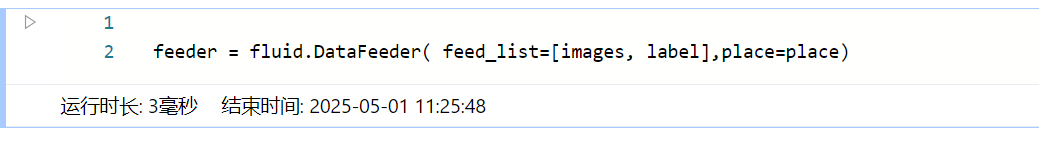 1
2 feeder = fluid.DataFeeder( feed_list=[images, label],place=place)
运行时长: 3毫秒 结束时间: 2025-05-01 11:25:48